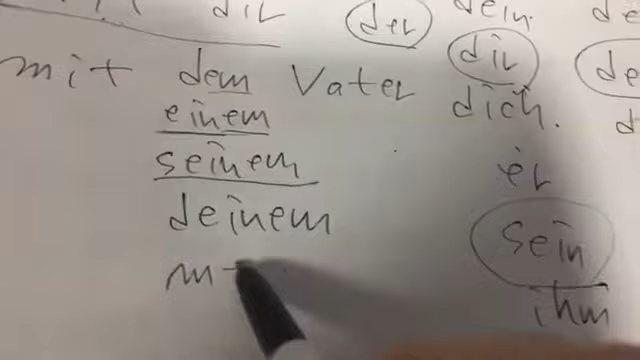 dir der dein
mit dem Vater dir
einem dich.
seinem er
deinem sein
ihm